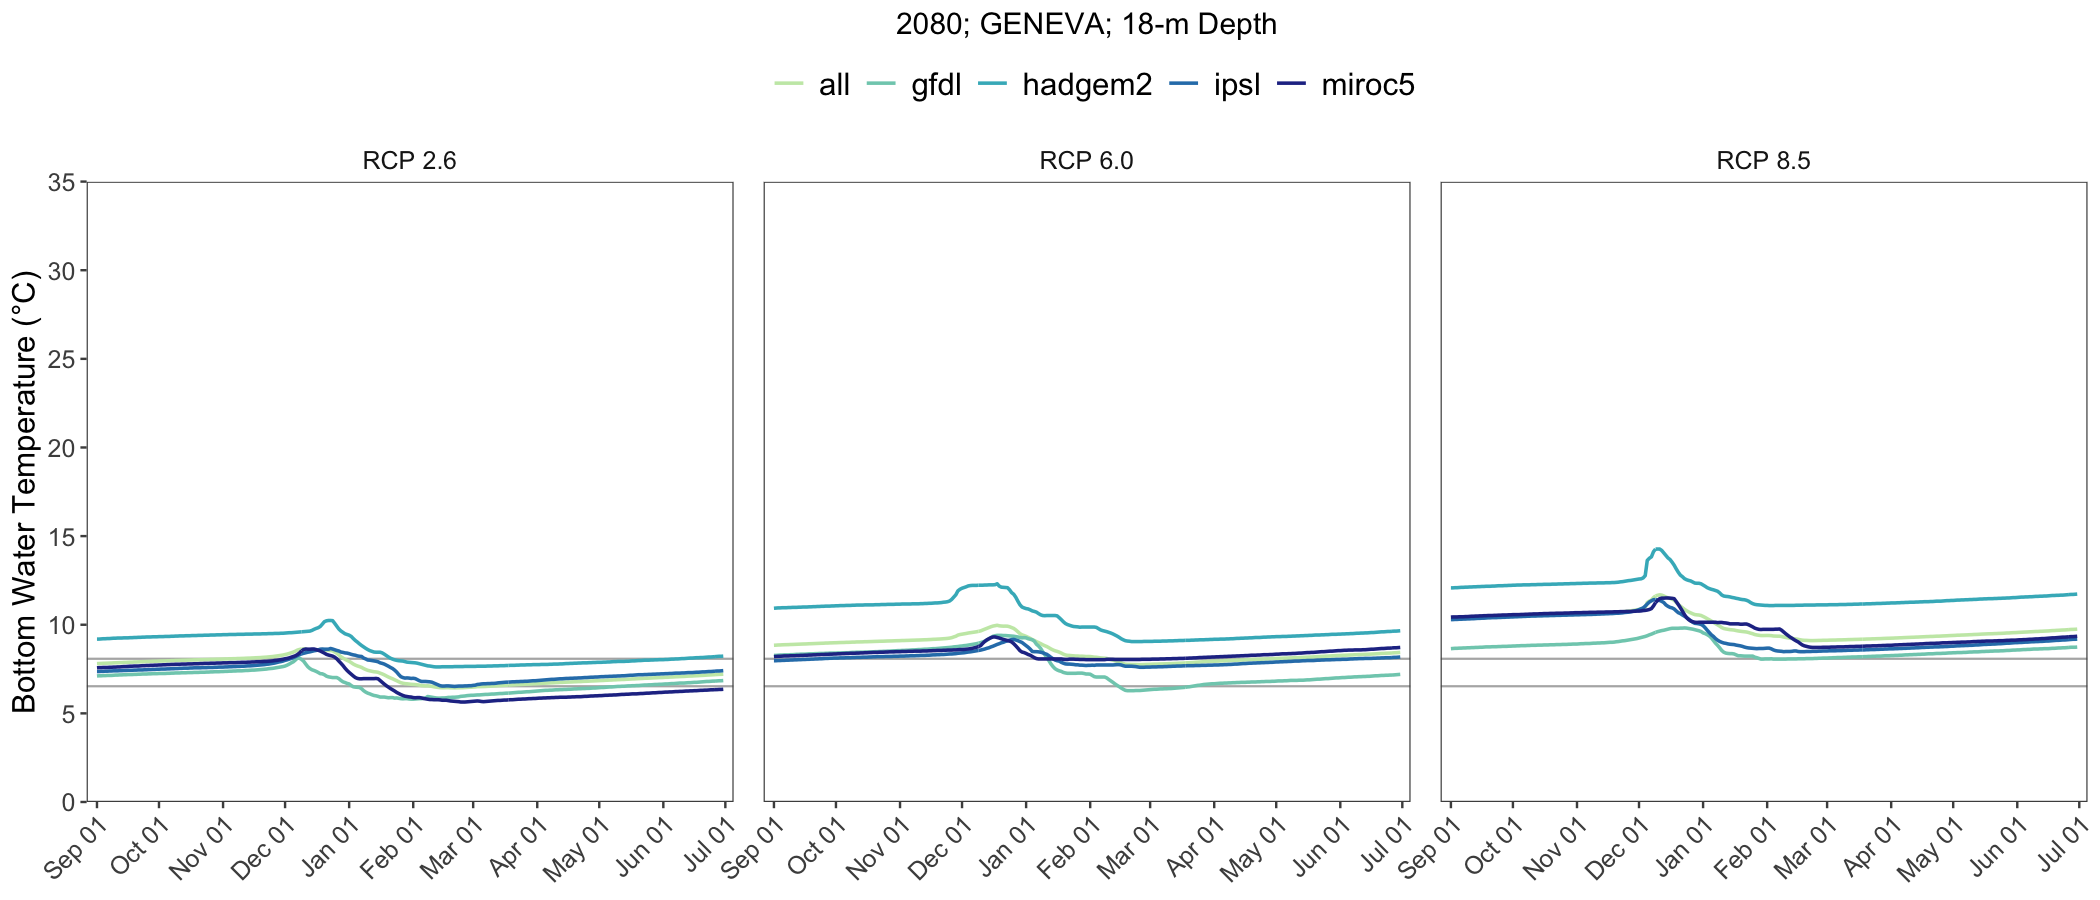 2080; GENEVA; 18-m Depth
all gfdl hadgem2 ipsl miroc5
RCP 2.6 RCP 6.0 RCP 8.5
Bottom Water Temperature (°C)
35
30
25
20
15
10
5
0
Sep 01 Oct 01 Nov 01 Dec 01 Jan 01 Feb 01 Mar 01 Apr 01 May 01 Jun 01 Jul 01 Sep 01 Oct 01 Nov 01 Dec 01 Jan 01 Feb 01 Mar 01 Apr 01 May 01 Jun 01 Jul 01 Sep 01 Oct 01 Nov 01 Dec 01 Jan 01 Feb 01 Mar 01 Apr 01 May 01 Jun 01 Jul 01